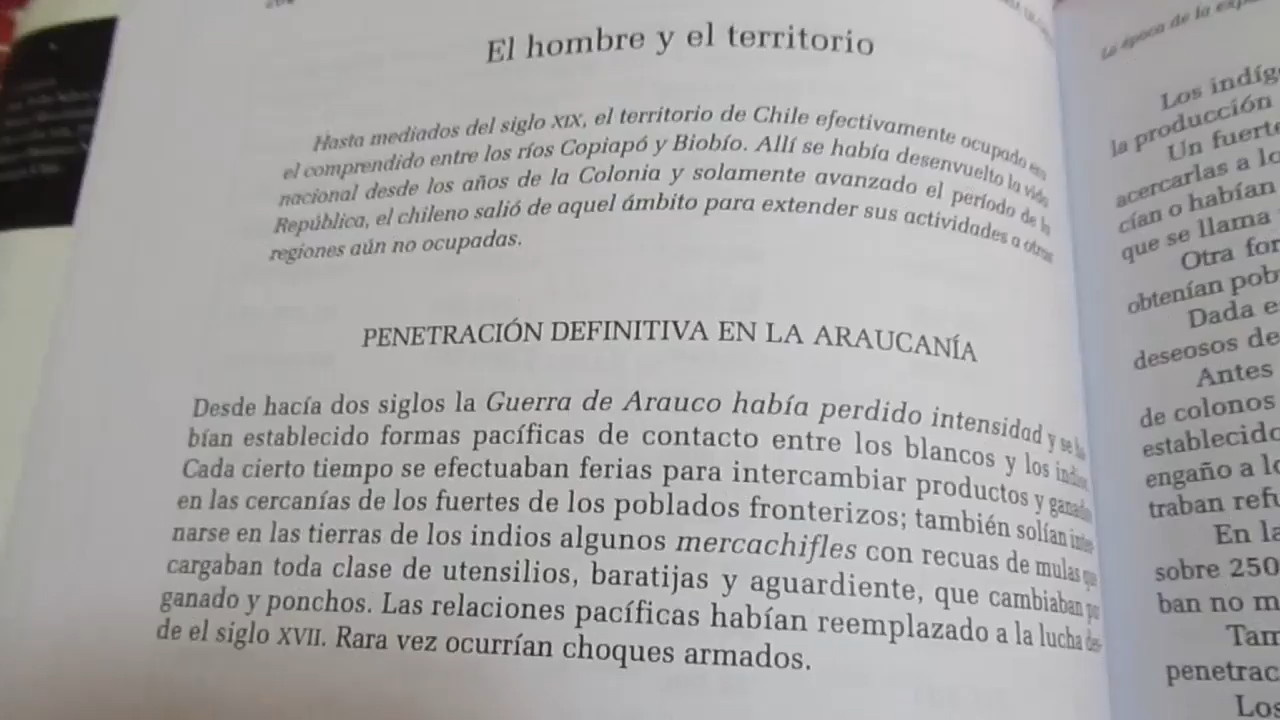 El hombre y el territorio
Hasta mediados del siglo XIX, el territorio de Chile efectivamente ocupado era
el comprendido entre los ríos Copiapó y Biobío. Allí se había desenvuelto la vida
nacional desde los años de la Colonia y solamente avanzado el período de la
República, el chileno salió de aquel ámbito para extender sus actividades a otras
regiones aún no ocupadas.
PENETRACIÓN DEFINITIVA EN LA ARAUCANÍA
Desde hacía dos siglos la Guerra de Arauco había perdido intensidad y se ha-
bían establecido formas pacíficas de contacto entre los blancos y los indios.
Cada cierto tiempo se efectuaban ferias para intercambiar productos y ganado
en las cercanías de los fuertes de los poblados fronterizos; también solían inter-
narse en las tierras de los indios algunos mercachifles con recuas de mulas que
cargaban toda clase de utensilios, baratijas y aguardiente, que cambiaban por
ganado y ponchos. Las relaciones pacíficas habían reemplazado a la lucha des-
de el siglo XVII. Rara vez ocurrían choques armados.
La época de la
Los
la producción
Un
acercarlas a
cían o habían
que se llama
Otra
obtenían
Dada
deseosos de
Antes
de colonos
establecido
engaño a
traban
En
sobre 250
ban no
penetrac
Los